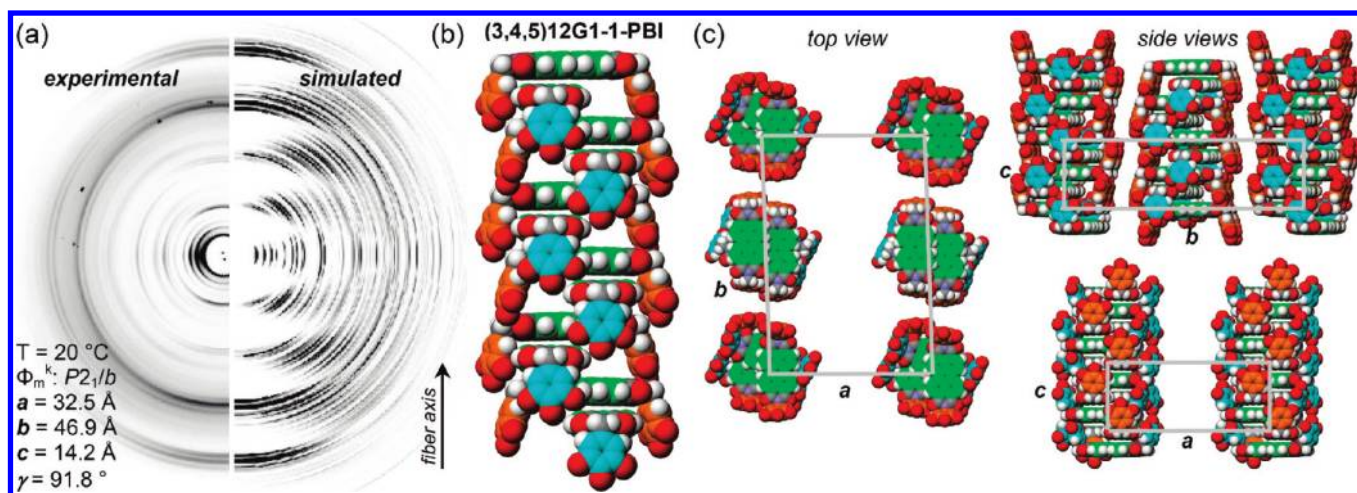 (a)
experimental
simulated
T = 20 °C
Φₘᵏ: P2₁/b
a = 32.5 Å
b = 46.9 Å
c = 14.2 Å
γ = 91.8 °
(b)
(3,4,5)12G1-1-PBI
fiber axis
(c)
top view
b
a
side views
c
b
c
a